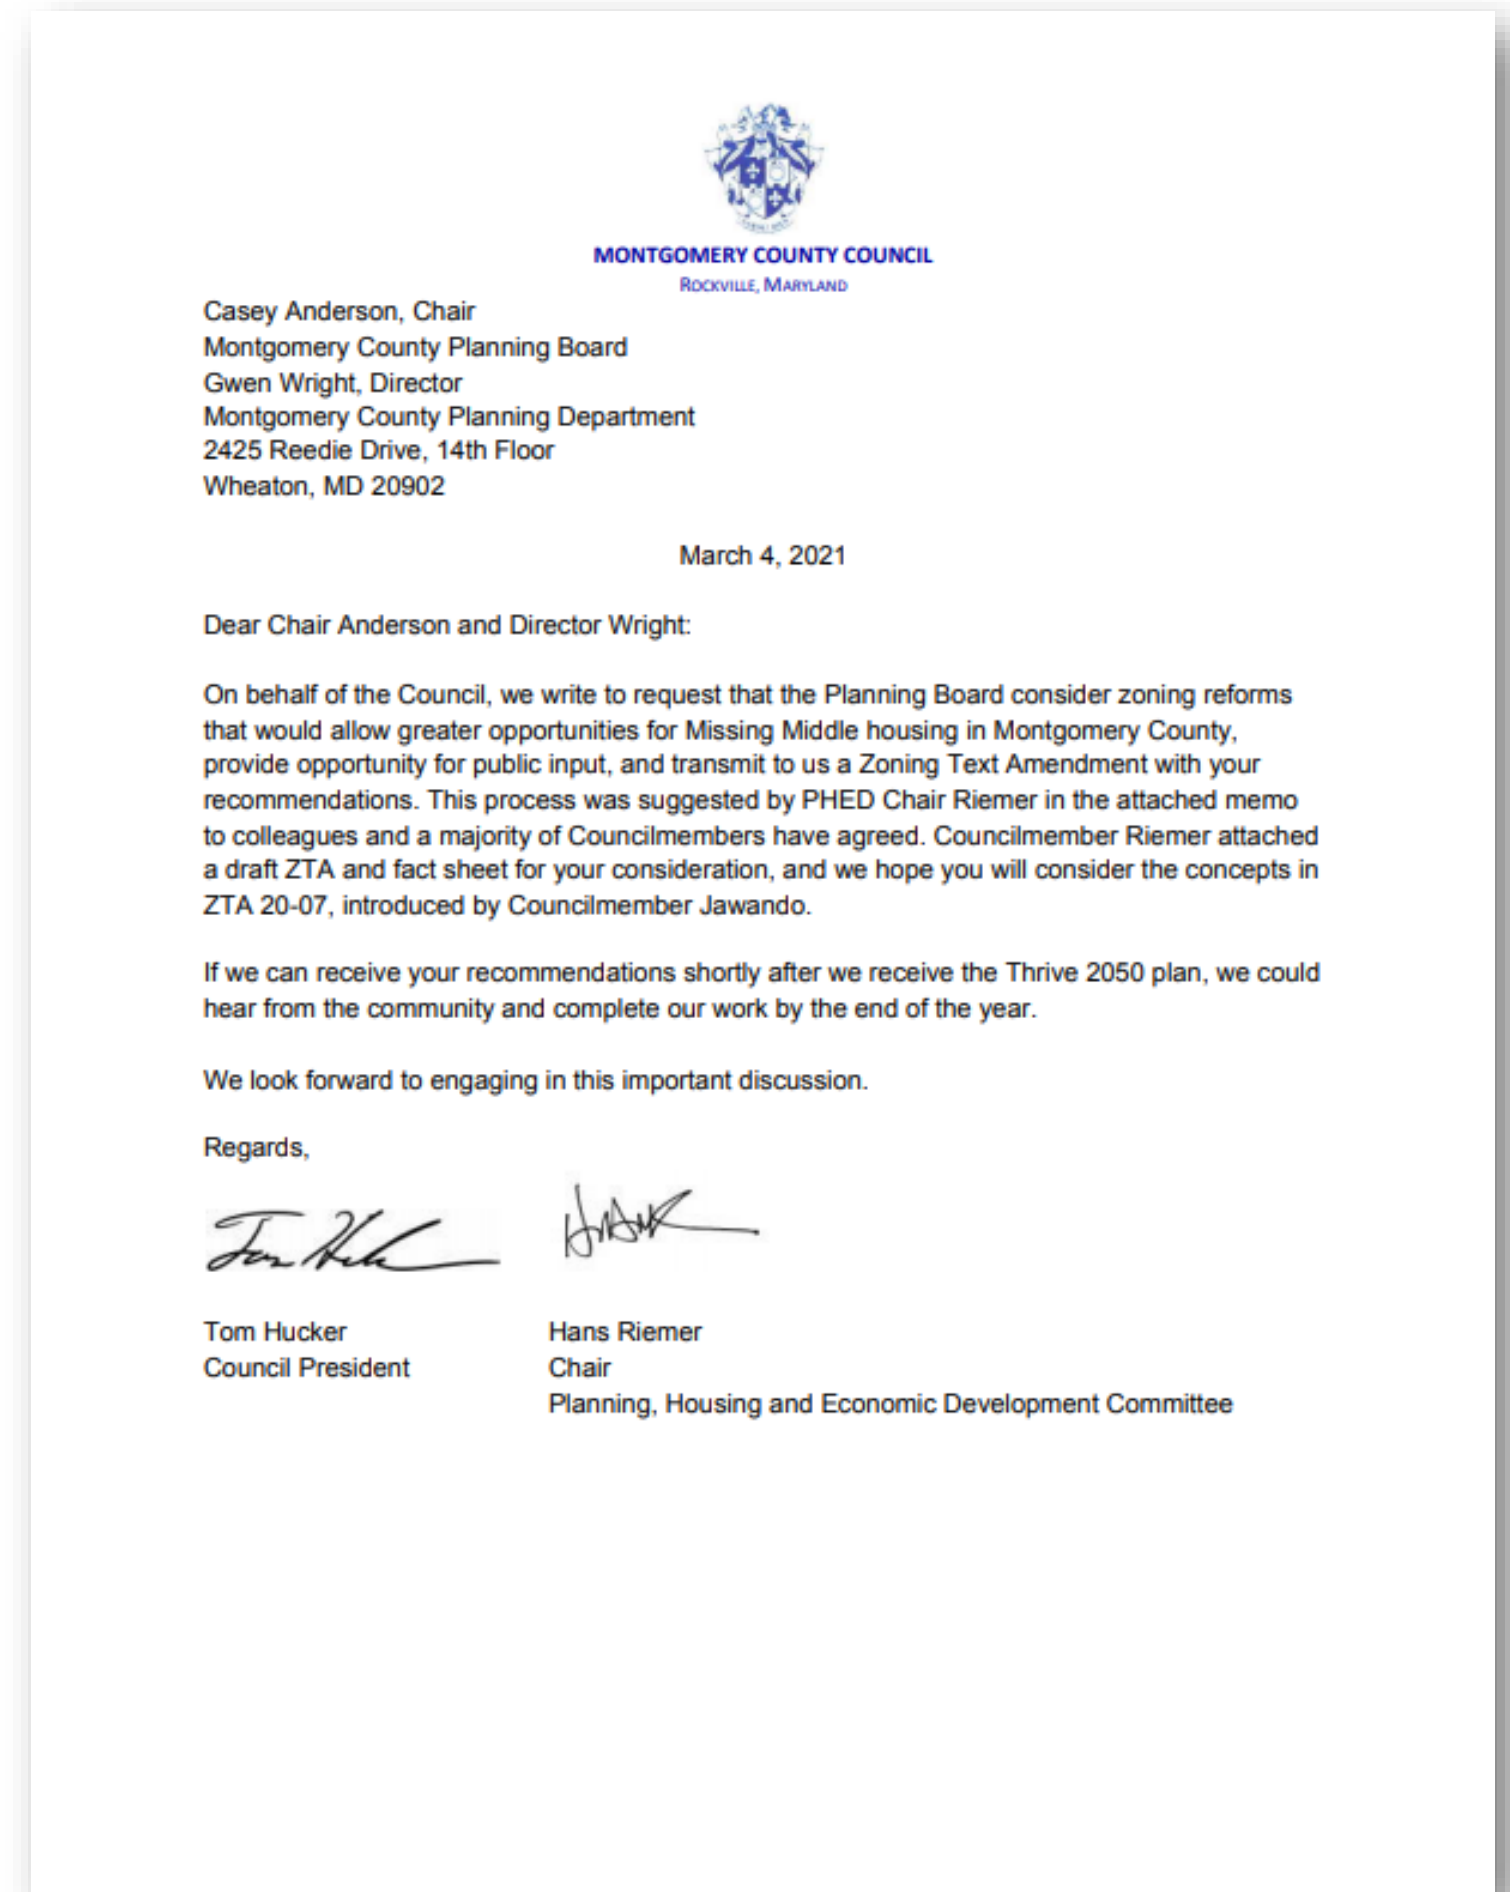 MONTGOMERY COUNTY COUNCIL
ROCKVILLE, MARYLAND
Casey Anderson, Chair
Montgomery County Planning Board
Gwen Wright, Director
Montgomery County Planning Department
2425 Reedie Drive, 14th Floor
Wheaton, MD 20902
March 4, 2021
Dear Chair Anderson and Director Wright:
On behalf of the Council, we write to request that the Planning Board consider zoning reforms
that would allow greater opportunities for Missing Middle housing in Montgomery County,
provide opportunity for public input, and transmit to us a Zoning Text Amendment with your
recommendations. This process was suggested by PHED Chair Riemer in the attached memo
to colleagues and a majority of Councilmembers have agreed. Councilmember Riemer attached
a draft ZTA and fact sheet for your consideration, and we hope you will consider the concepts in
ZTA 20-07, introduced by Councilmember Jawando.
If we can receive your recommendations shortly after we receive the Thrive 2050 plan, we could
hear from the community and complete our work by the end of the year.
We look forward to engaging in this important discussion.
Regards,
Tom Hucker
Hans Riemer
Council President
Chair
Planning, Housing and Economic Development Committee